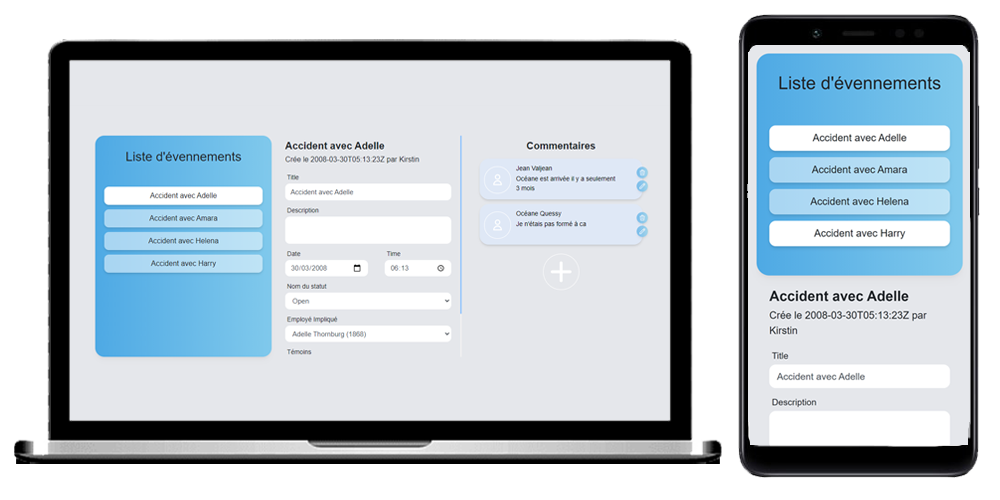 Liste d'évennements
Accident avec Adelle
Accident avec Amara
Accident avec Helena
Accident avec Harry
Accident avec Adelle
Crée le 2008-03-30T05:13:23Z par Kirstin
Title
Accident avec Adelle
Description
Date
Time
30/03/2008
06:13
Nom du statut
Open
Employé Impliqué
Adelle Thornburg (1868)
Témoins
Commentaires
Jean Valjean
Océane est arrivée il y a seulement
3 mois
Océane Quessy
Je n'étais pas formé à ca
Liste d'évennements
Accident avec Adelle
Accident avec Amara
Accident avec Helena
Accident avec Harry
Accident avec Adelle
Crée le 2008-03-30T05:13:23Z par
Kirstin
Title
Accident avec Adelle
Description